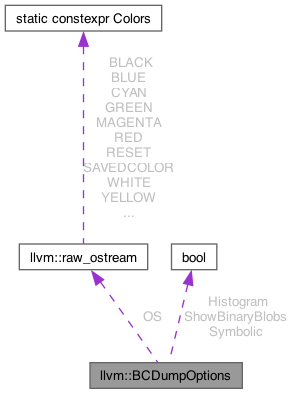 static constexpr Colors
BLACK
BLUE
CYAN
GREEN
MAGENTA
RED
RESET
SAVEDCOLOR
WHITE
YELLOW
...
llvm::raw_ostream
bool
OS
Histogram
ShowBinaryBlobs
Symbolic
llvm::BCDumpOptions